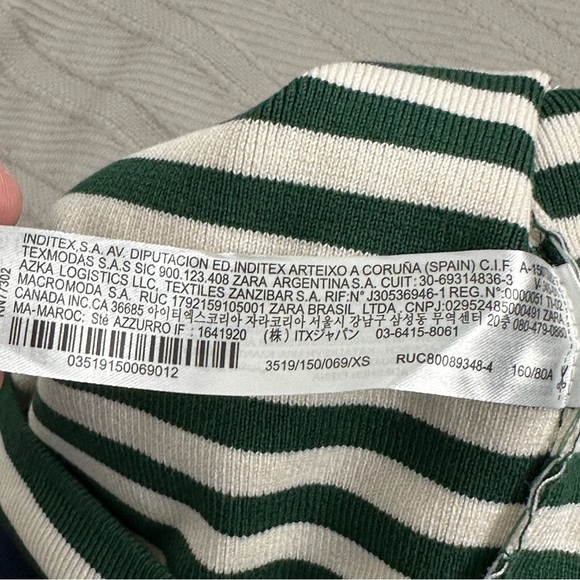 INDITEX,S.A. AV. DIPUTACION ED.INDITEX ARTEIXO A CORUÑA (SPAIN) C.I.F.
TEXMODAS S.A.S SIC 900.123.408 ZARA ARGENTINA S.A. CUIT: 30-69314836-3
AZKA LOGISTICS LLC, TEXTILES ZANZIBAR S.A. RIF:N° J30536946-1 REG.N°:0000051
MACROMODA S.A. RUC 1792159105001 ZARA BRASIL LTDA. CNPJ:02952485000491 ZARA
CANADA INC.CA 36685 아이티엑스코리아 자라코리아 서울시 강남구 삼성동 무역센터 20층 080-479-0880
MA-MAROC: Sté AZZURRO IF : 1641920 (株) ITXジャパン 03-6415-8061
03519150069012 3519/150/069/XS RUC80089348-4 160/80A